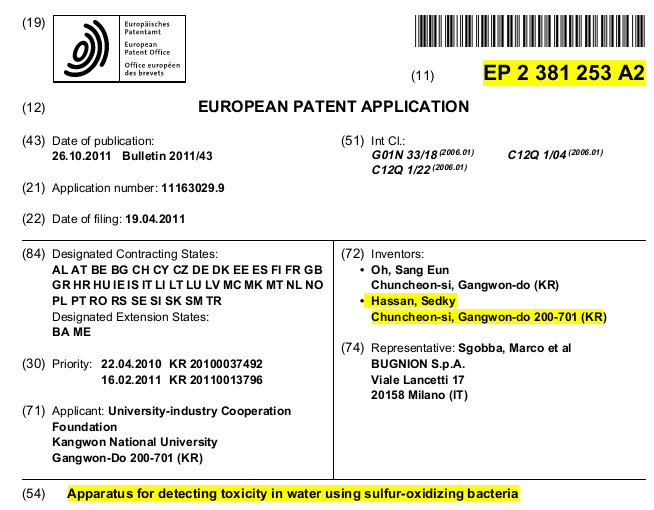 (19)
Europäisches
Patentamt
European
Patent Office
Office européen
des brevets
(11) EP 2 381 253 A2
(12) EUROPEAN PATENT APPLICATION
(43) Date of publication:
26.10.2011 Bulletin 2011/43
(21) Application number: 11163029.9
(22) Date of filing: 19.04.2011
(51) Int Cl.:
G01N 33/18 (2006.01) C12Q 1/04 (2006.01)
C12Q 1/22 (2006.01)
(84) Designated Contracting States:
AL AT BE BG CH CY CZ DE DK EE ES FI FR GB
GR HR HU IE IS IT LI LT LU LV MC MK MT NL NO
PL PT RO RS SE SI SK SM TR
Designated Extension States:
BA ME
(30) Priority: 22.04.2010 KR 20100037492
16.02.2011 KR 20110013796
(71) Applicant: University-industry Cooperation
Foundation
Kangwon National University
Gangwon-Do 200-701 (KR)
(72) Inventors:
• Oh, Sang Eun
Chuncheon-si, Gangwon-do (KR)
• Hassan, Sedky
Chuncheon-si, Gangwon-do 200-701 (KR)
(74) Representative: Sgobba, Marco et al
BUGNION S.p.A.
Viale Lancetti 17
20158 Milano (IT)
(54) Apparatus for detecting toxicity in water using sulfur-oxidizing bacteria